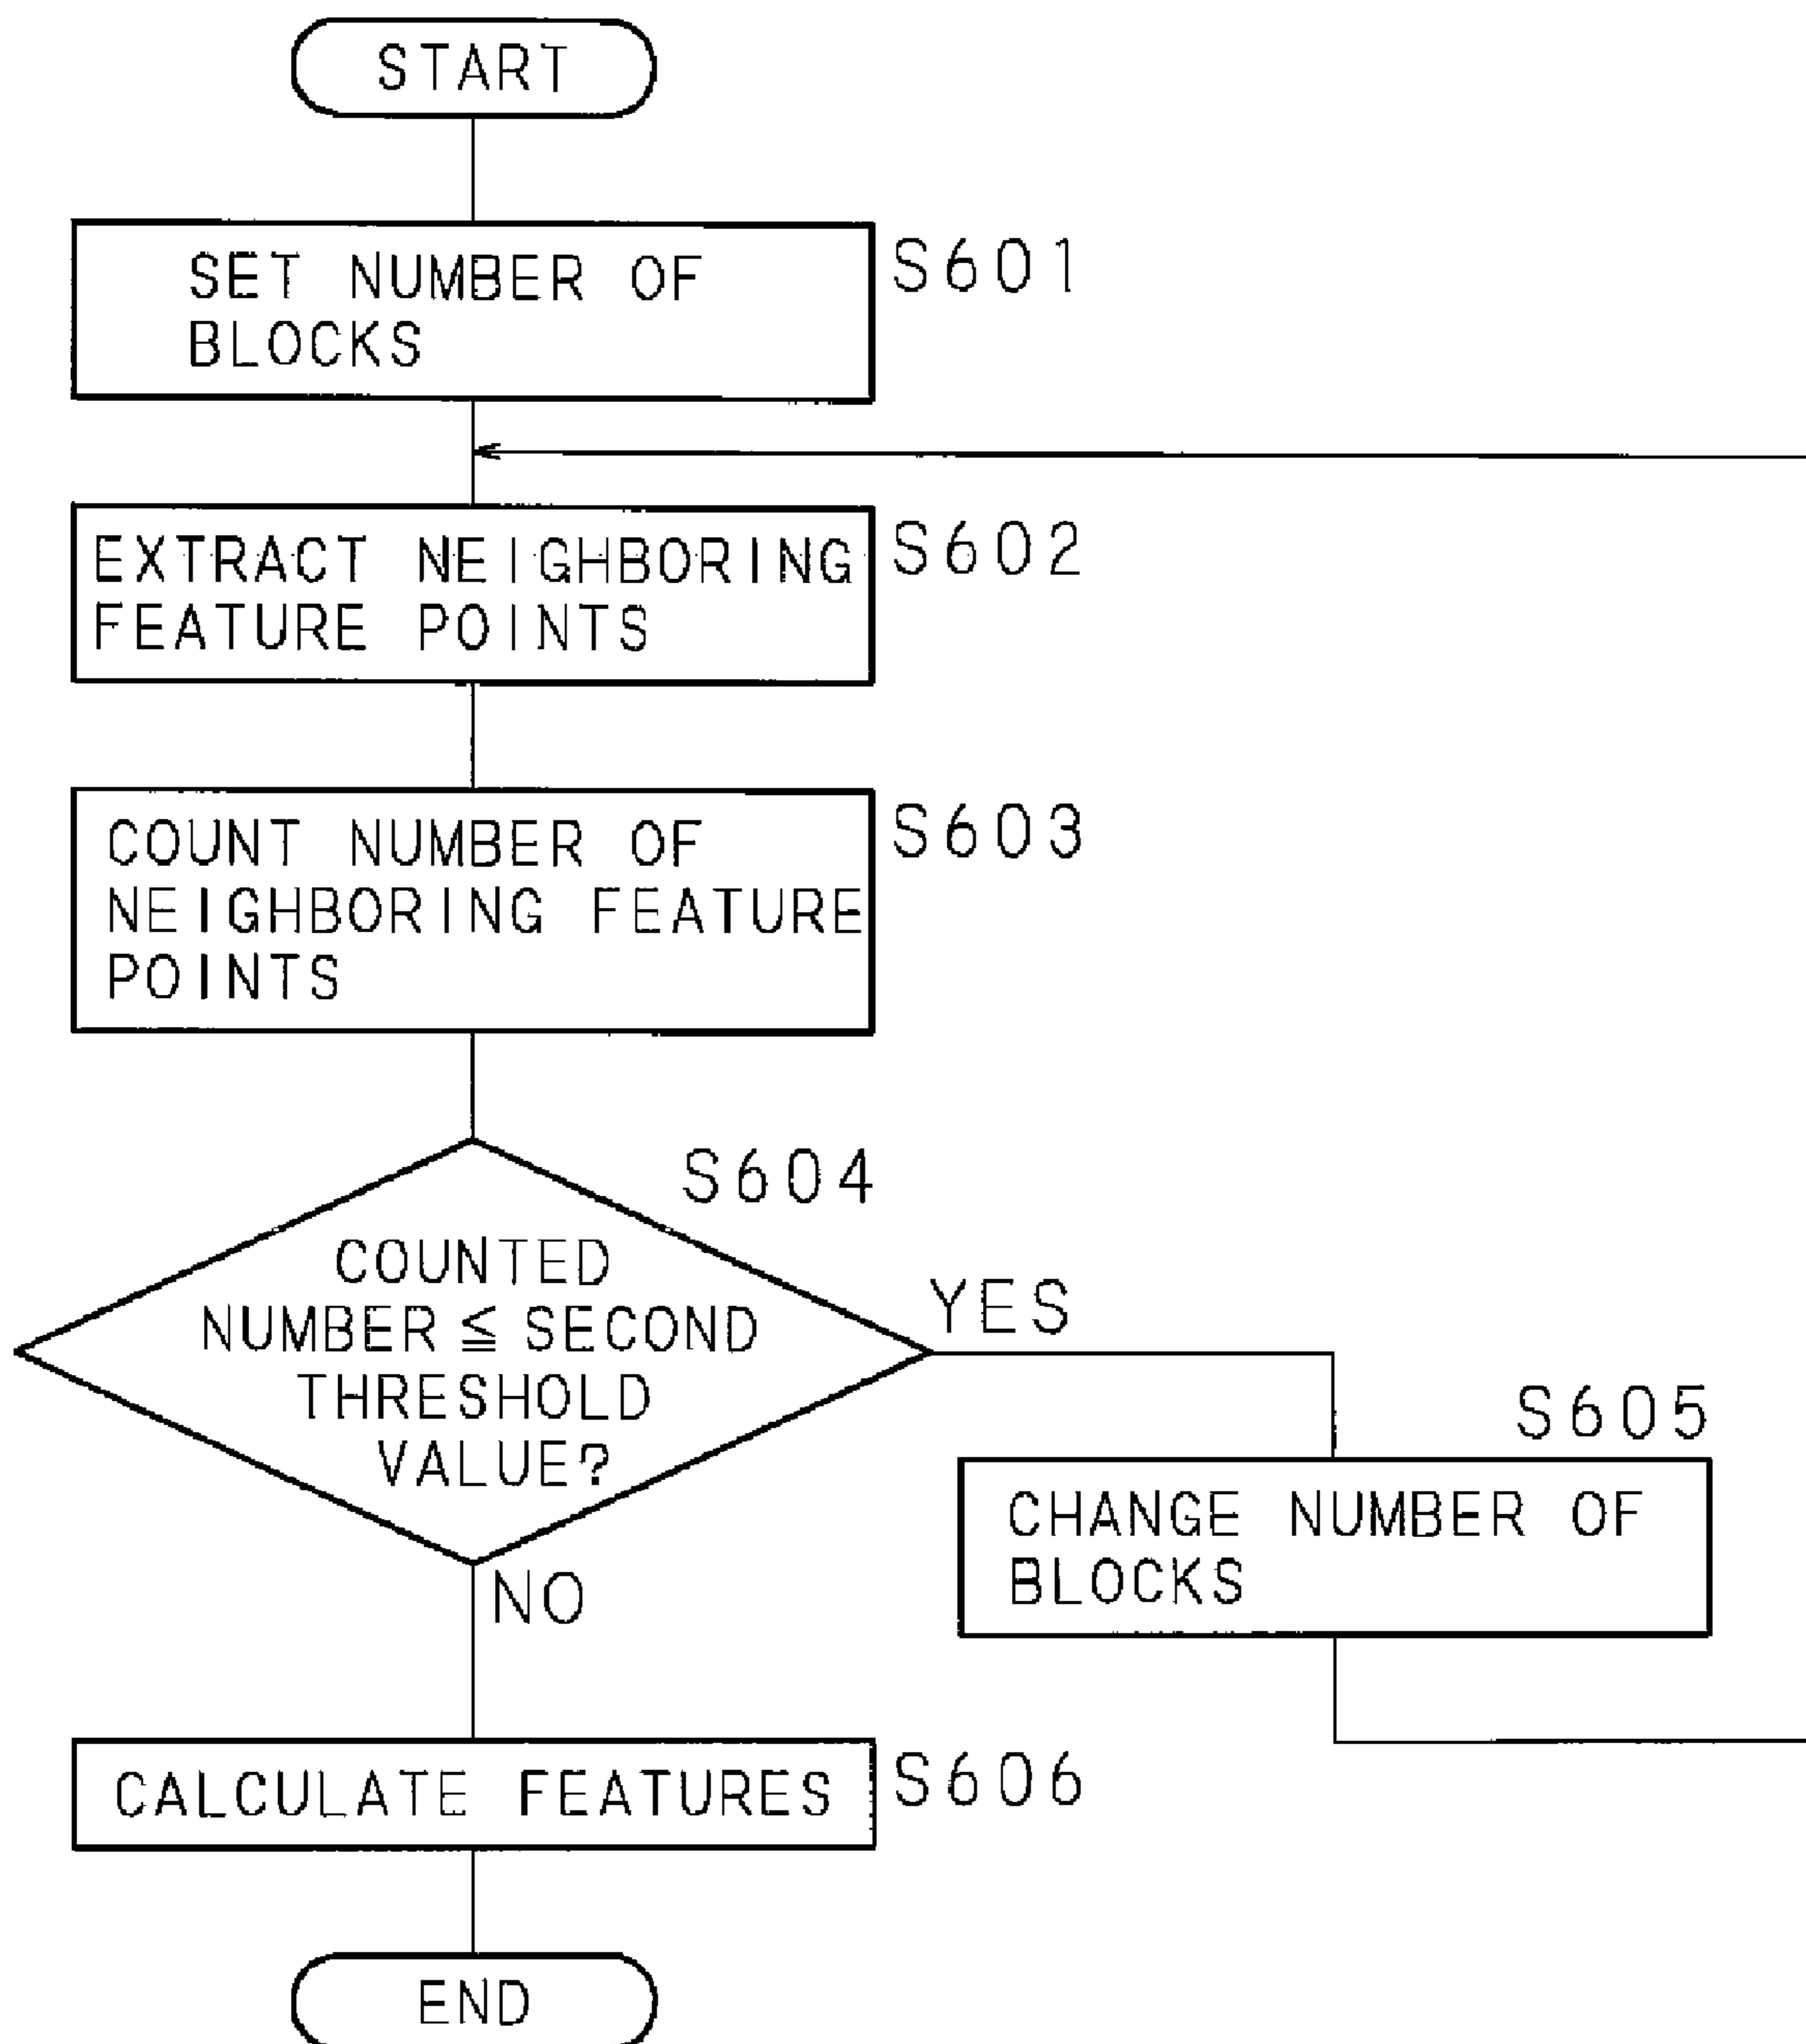 START
SET NUMBER OF
BLOCKS
S601
EXTRACT NEIGHBORING
FEATURE POINTS
S602
COUNT NUMBER OF
NEIGHBORING FEATURE
POINTS
S603
S604
COUNTED
NUMBER ≦ SECOND
THRESHOLD
VALUE?
YES
S605
CHANGE NUMBER OF
BLOCKS
NO
CALCULATE FEATURES
S606
END